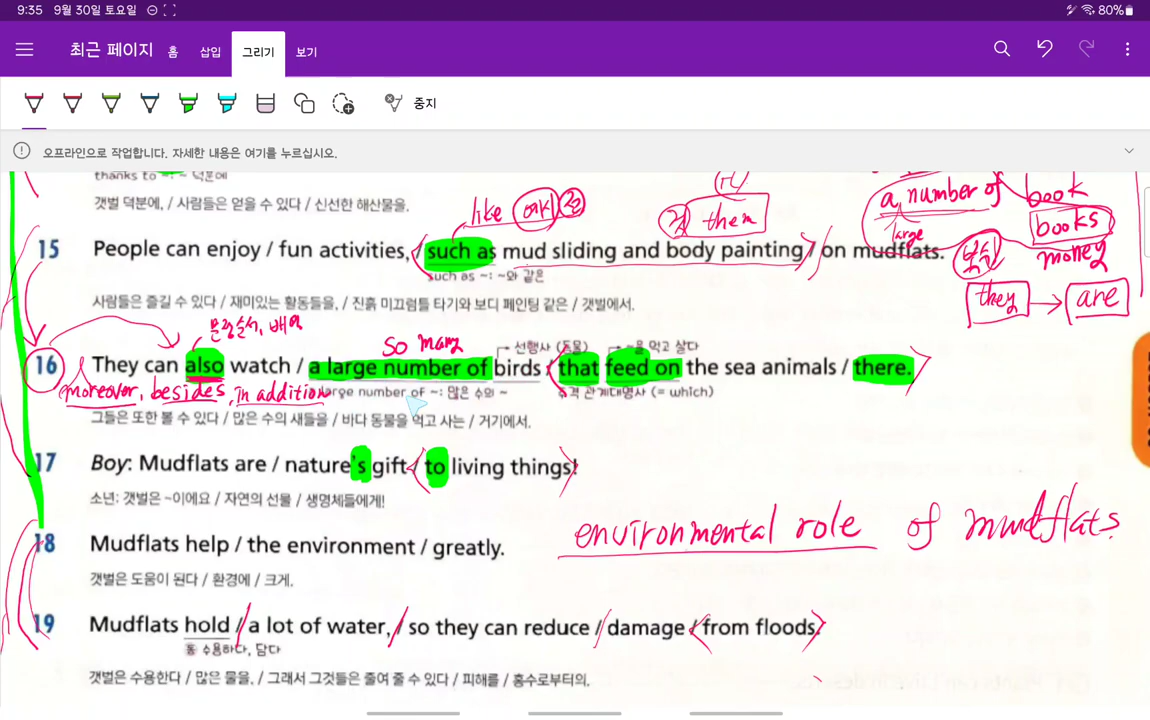 9:35 9월 30일 토요일 80%
최근 페이지 홈 삽입 그리기 보기
중지
오프라인으로 작업합니다. 자세한 내용은 여기를 누르십시오.
thanks to ~: ~ 덕분에
갯벌 덕분에, / 사람들은 얻을 수 있다 / 신선한 해산물을.
a number of book
large books
money
they → are
like
them
15 People can enjoy / fun activities, / such as mud sliding and body painting / on mudflats.
such as ~: ~와 같은
사람들은 즐길 수 있다 / 재미있는 활동들을, / 진흙 미끄럼틀 타기와 보디 페인팅 같은 / 갯벌에서.
so many 선행사 (동물) ~을 먹고 살다
16 They can also watch / a large number of birds / that feed on the sea animals / there.
moreover, besides, in addition
large number of ~: 많은 수의 ~ 주격 관계대명사 (= which)
그들은 또한 볼 수 있다 / 많은 수의 새들을 / 바다 동물을 먹고 사는 / 거기에서.
17 Boy: Mudflats are / nature's gift / to living things!
소년: 갯벌은 ~이에요 / 자연의 선물 / 생명체들에게!
environmental role of mudflats.
18 Mudflats help / the environment / greatly.
갯벌은 도움이 된다 / 환경에 / 크게.
19 Mudflats hold / a lot of water, / so they can reduce / damage / from floods.
동 수용하다, 담다
갯벌은 수용한다 / 많은 물을, / 그래서 그것들은 줄여 줄 수 있다 / 피해를 / 홍수로부터의.